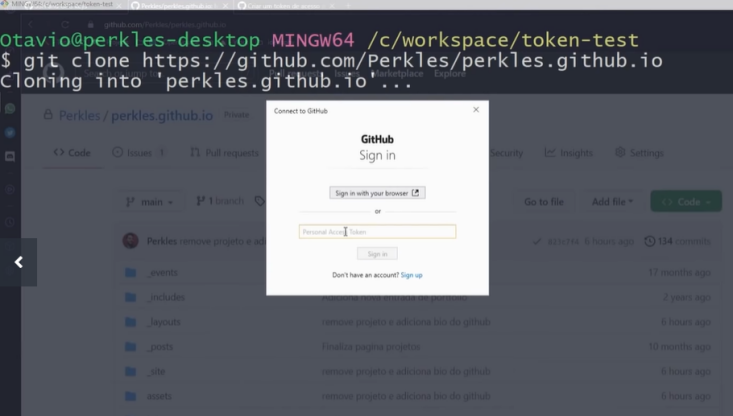 MINGW64:/c/workspace/token-test
github.com/Perkles/perkles.github.io
Otavio@perkles-desktop MINGW64 /c/workspace/token-test
$ git clone https://github.com/Perkles/perkles.github.io
Cloning into 'perkles.github.io'...
Marketplace Explore
Connect to GitHub
GitHub
Sign in
Sign in with your browser
or
Personal Access Token
Sign in
Don't have an account? Sign up
Perkles / perkles.github.io Private
Code Issues 1 Pull requests Security Insights Settings
main 1 branch Go to file Add file Code
Perkles remove projeto e ad 6 hours ago 134 commits
_events 17 months ago
_includes Adiciona nova entrada de portfolio 2 years ago
_layouts remove projeto e adiciona bio do github 6 hours ago
_posts Finaliza pagine projetos 10 months ago
_site remove projeto e adiciona bio do github 6 hours ago
assets remove projeto e adiciona bio do github 6 hours ago